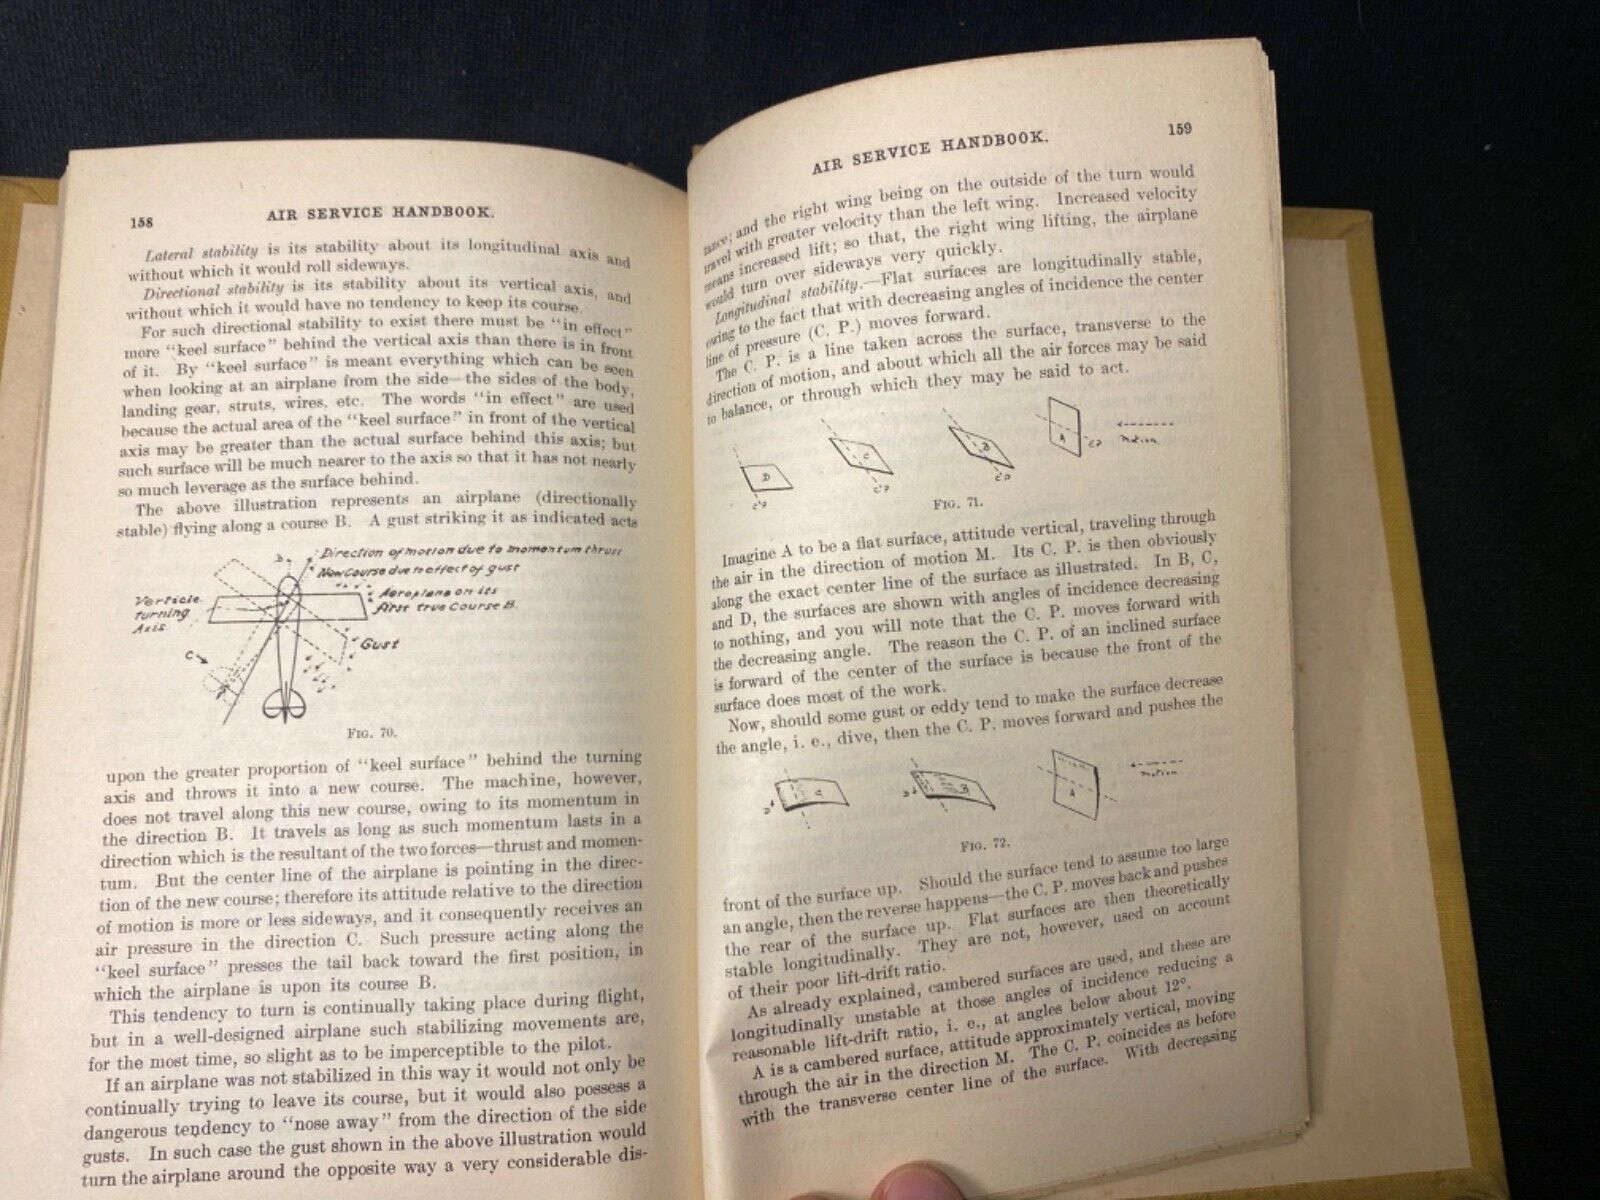 158
AIR SERVICE HANDBOOK.
Lateral stability is its stability about its longitudinal axis and
without which it would roll sideways.
Directional stability is its stability about its vertical axis, and
without which it would have no tendency to keep its course.
For such directional stability to exist there must be "in effect"
more "keel surface" behind the vertical axis than there is in front
of it. By "keel surface" is meant everything which can be seen
when looking at an airplane from the side—the sides of the body,
landing gear, struts, wires, etc. The words "in effect" are used
because the actual area of the "keel surface" in front of the vertical
axis may be greater than the actual surface behind this axis; but
such surface will be much nearer to the axis so that it has not nearly
so much leverage as the surface behind.
The above illustration represents an airplane (directionally
stable) flying along a course B. A gust striking it as indicated acts
Direction of motion due to momentum thrust
New Course due to effect of gust
Aeroplane on its
first true Course B.
Verticle
turning
Axis
Gust
C
FIG. 70.
upon the greater proportion of "keel surface" behind the turning
axis and throws it into a new course. The machine, however,
does not travel along this new course, owing to its momentum in
the direction B. It travels as long as such momentum lasts in a
direction which is the resultant of the two forces—thrust and momen-
tum. But the center line of the airplane is pointing in the direc-
tion of the new course; therefore its attitude relative to the direction
of motion is more or less sideways, and it consequently receives an
air pressure in the direction C. Such pressure acting along the
"keel surface" presses the tail back toward the first position, in
which the airplane is upon its course B.
This tendency to turn is continually taking place during flight,
but in a well-designed airplane such stabilizing movements are,
for the most time, so slight as to be imperceptible to the pilot.
If an airplane was not stabilized in this way it would not only be
continually trying to leave its course, but it would also possess a
dangerous tendency to "nose away" from the direction of the side
gusts. In such case the gust shown in the above illustration would
turn the airplane around the opposite way a very considerable dis-
AIR SERVICE HANDBOOK.
159
tance; and the right wing being on the outside of the turn would
travel with greater velocity than the left wing. Increased velocity
means increased lift; so that, the right wing lifting, the airplane
would turn over sideways very quickly.
Longitudinal stability.—Flat surfaces are longitudinally stable,
owing to the fact that with decreasing angles of incidence the center
line of pressure (C. P.) moves forward.
The C. P. is a line taken across the surface, transverse to the
direction of motion, and about which all the air forces may be said
to balance, or through which they may be said to act.
D
C
B
A
CP
CP
CP
CP
Motion
FIG. 71.
Imagine A to be a flat surface, attitude vertical, traveling through
the air in the direction of motion M. Its C. P. is then obviously
along the exact center line of the surface as illustrated. In B, C,
and D, the surfaces are shown with angles of incidence decreasing
to nothing, and you will note that the C. P. moves forward with
the decreasing angle. The reason the C. P. of an inclined surface
is forward of the center of the surface is because the front of the
surface does most of the work.
Now, should some gust or eddy tend to make the surface decrease
the angle, i. e., dive, then the C. P. moves forward and pushes the
C
B
A
Motion
FIG. 72.
front of the surface up. Should the surface tend to assume too large
an angle, then the reverse happens—the C. P. moves back and pushes
the rear of the surface up. Flat surfaces are then theoretically
stable longitudinally. They are not, however, used on account
of their poor lift-drift ratio.
As already explained, cambered surfaces are used, and these are
longitudinally unstable at those angles of incidence reducing a
reasonable lift-drift ratio, i. e., at angles below about 12°.
A is a cambered surface, attitude approximately vertical, moving
through the air in the direction M. The C. P. coincides as before
with the transverse center line of the surface. With decreasing